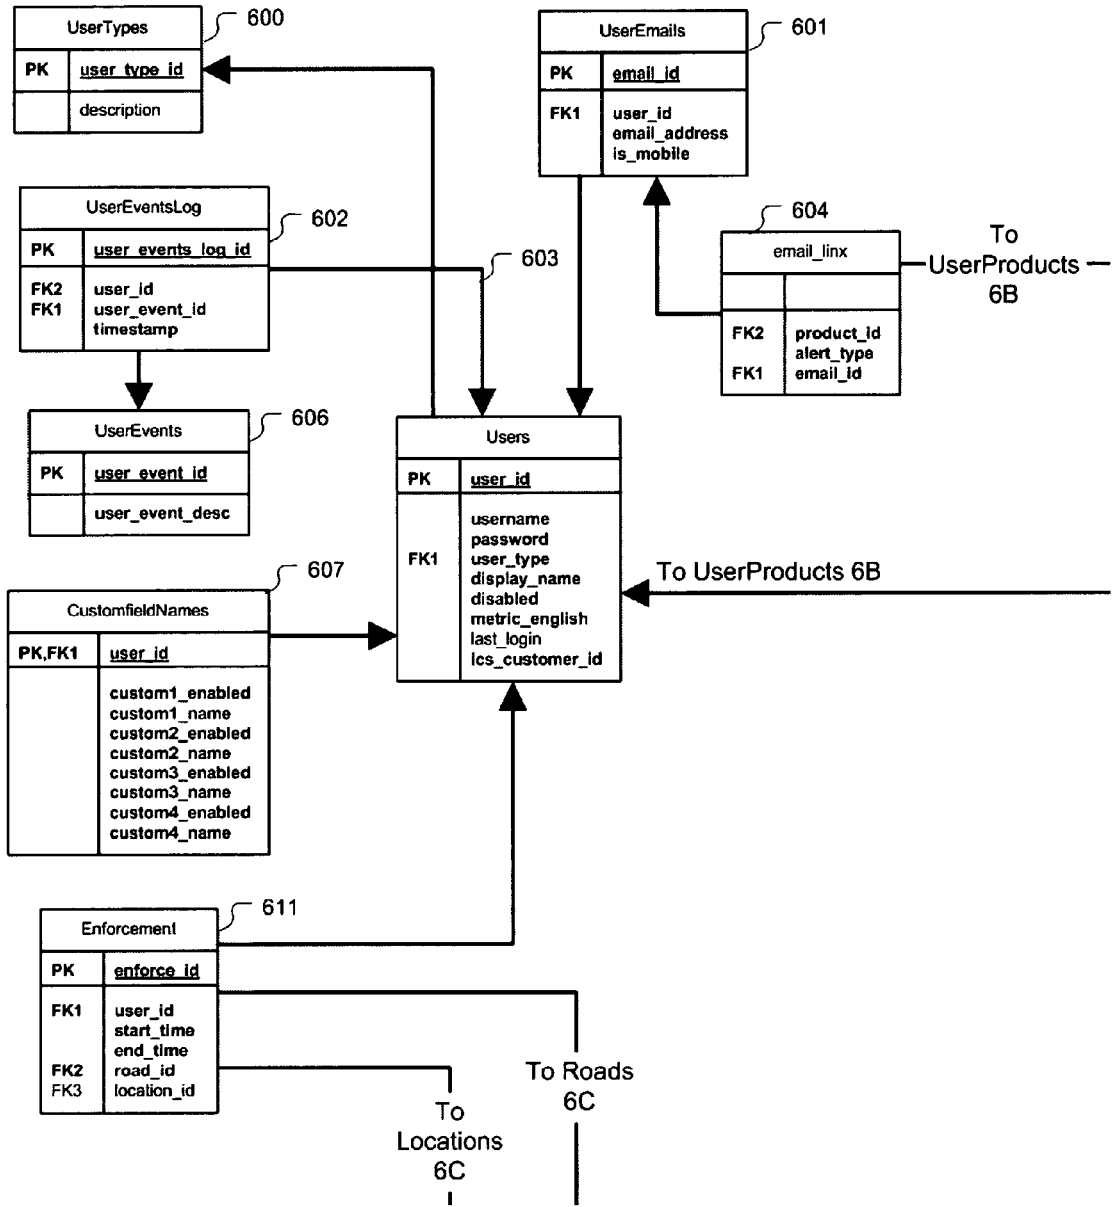 UserTypes
600
PK user_type_id
description
UserEmails
601
PK email_id
FK1 user_id
email_address
is_mobile
UserEventsLog
602
PK user_events_log_id
FK2 user_id
FK1 user_event_id
timestamp
603
604
email_linx
FK2 product_id
alert_type
FK1 email_id
To
UserProducts
6B
UserEvents
606
PK user_event_id
user_event_desc
Users
PK user_id
username
password
FK1 user_type
display_name
disabled
metric_english
last_login
ics_customer_id
To UserProducts 6B
607
CustomfieldNames
PK,FK1 user_id
custom1_enabled
custom1_name
custom2_enabled
custom2_name
custom3_enabled
custom3_name
custom4_enabled
custom4_name
611
Enforcement
PK enforce_id
FK1 user_id
start_time
end_time
FK2 road_id
FK3 location_id
To Roads
6C
To
Locations
6C